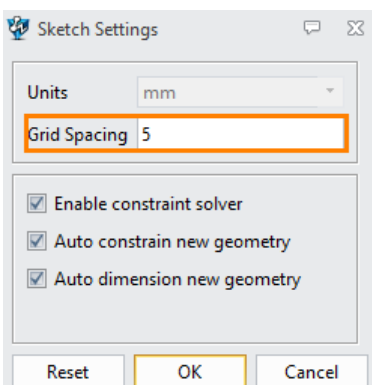 Sketch Settings
Units mm
Grid Spacing 5
Enable constraint solver
Auto constrain new geometry
Auto dimension new geometry
Reset OK Cancel